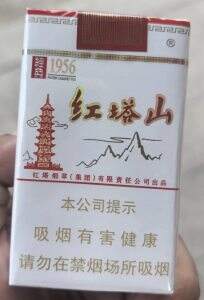 1956
®
红塔山
红塔烟草(集团)有限责任公司出品
本公司提示
吸烟有害健康
请勿在禁烟场所吸烟